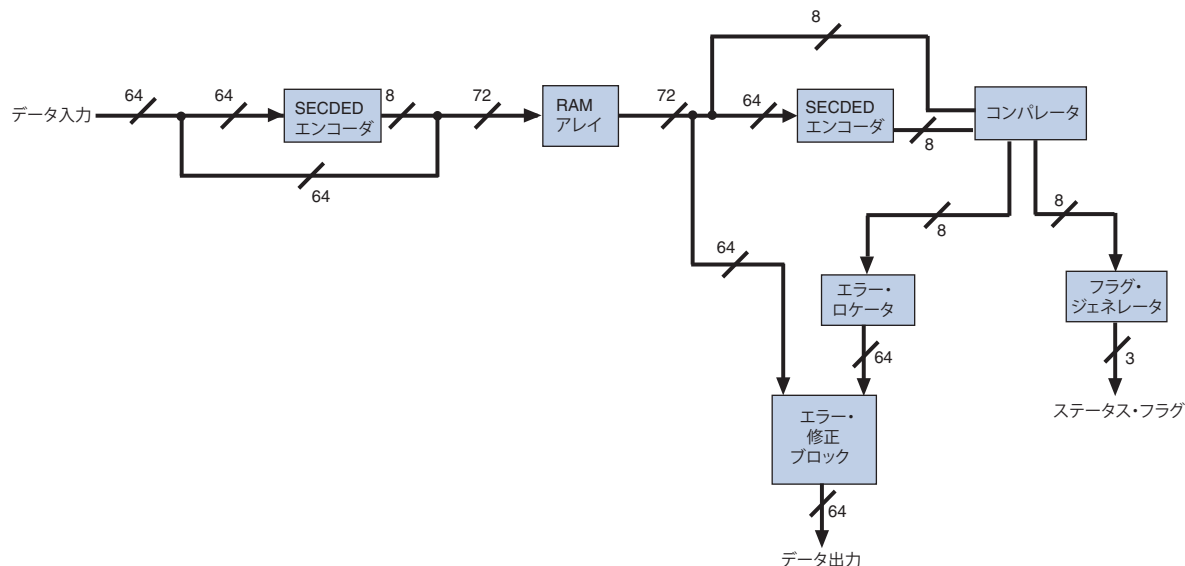 データ入力
64
64
SECDED
エンコーダ
8
64
72
RAM
アレイ
72
8
64
SECDED
エンコーダ
8
コンパレータ
8
8
64
エラー・
ロケータ
フラグ・
ジェネレータ
64
3
ステータス・フラグ
エラー・
修正
ブロック
64
データ出力